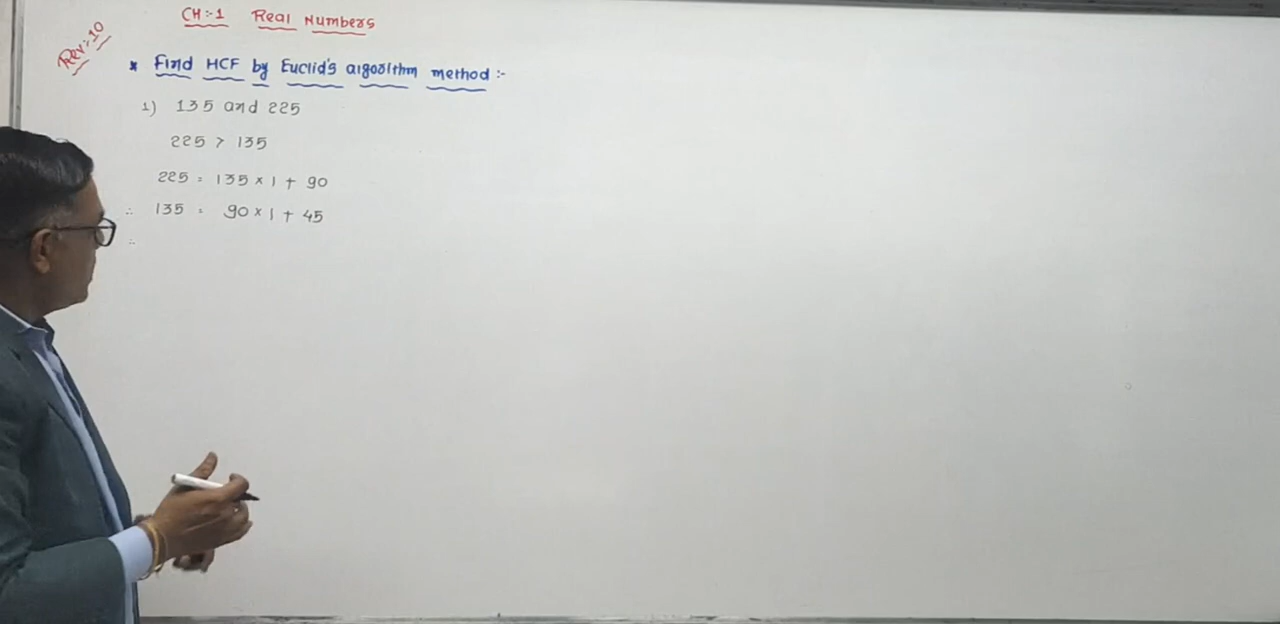 CH:-1 Real Numbers
Rev:-10
* Find HCF by Euclid's algorithm method :-
1) 135 and 225
225 > 135
225 = 135 × 1 + 90
∴ 135 = 90 × 1 + 45
∴